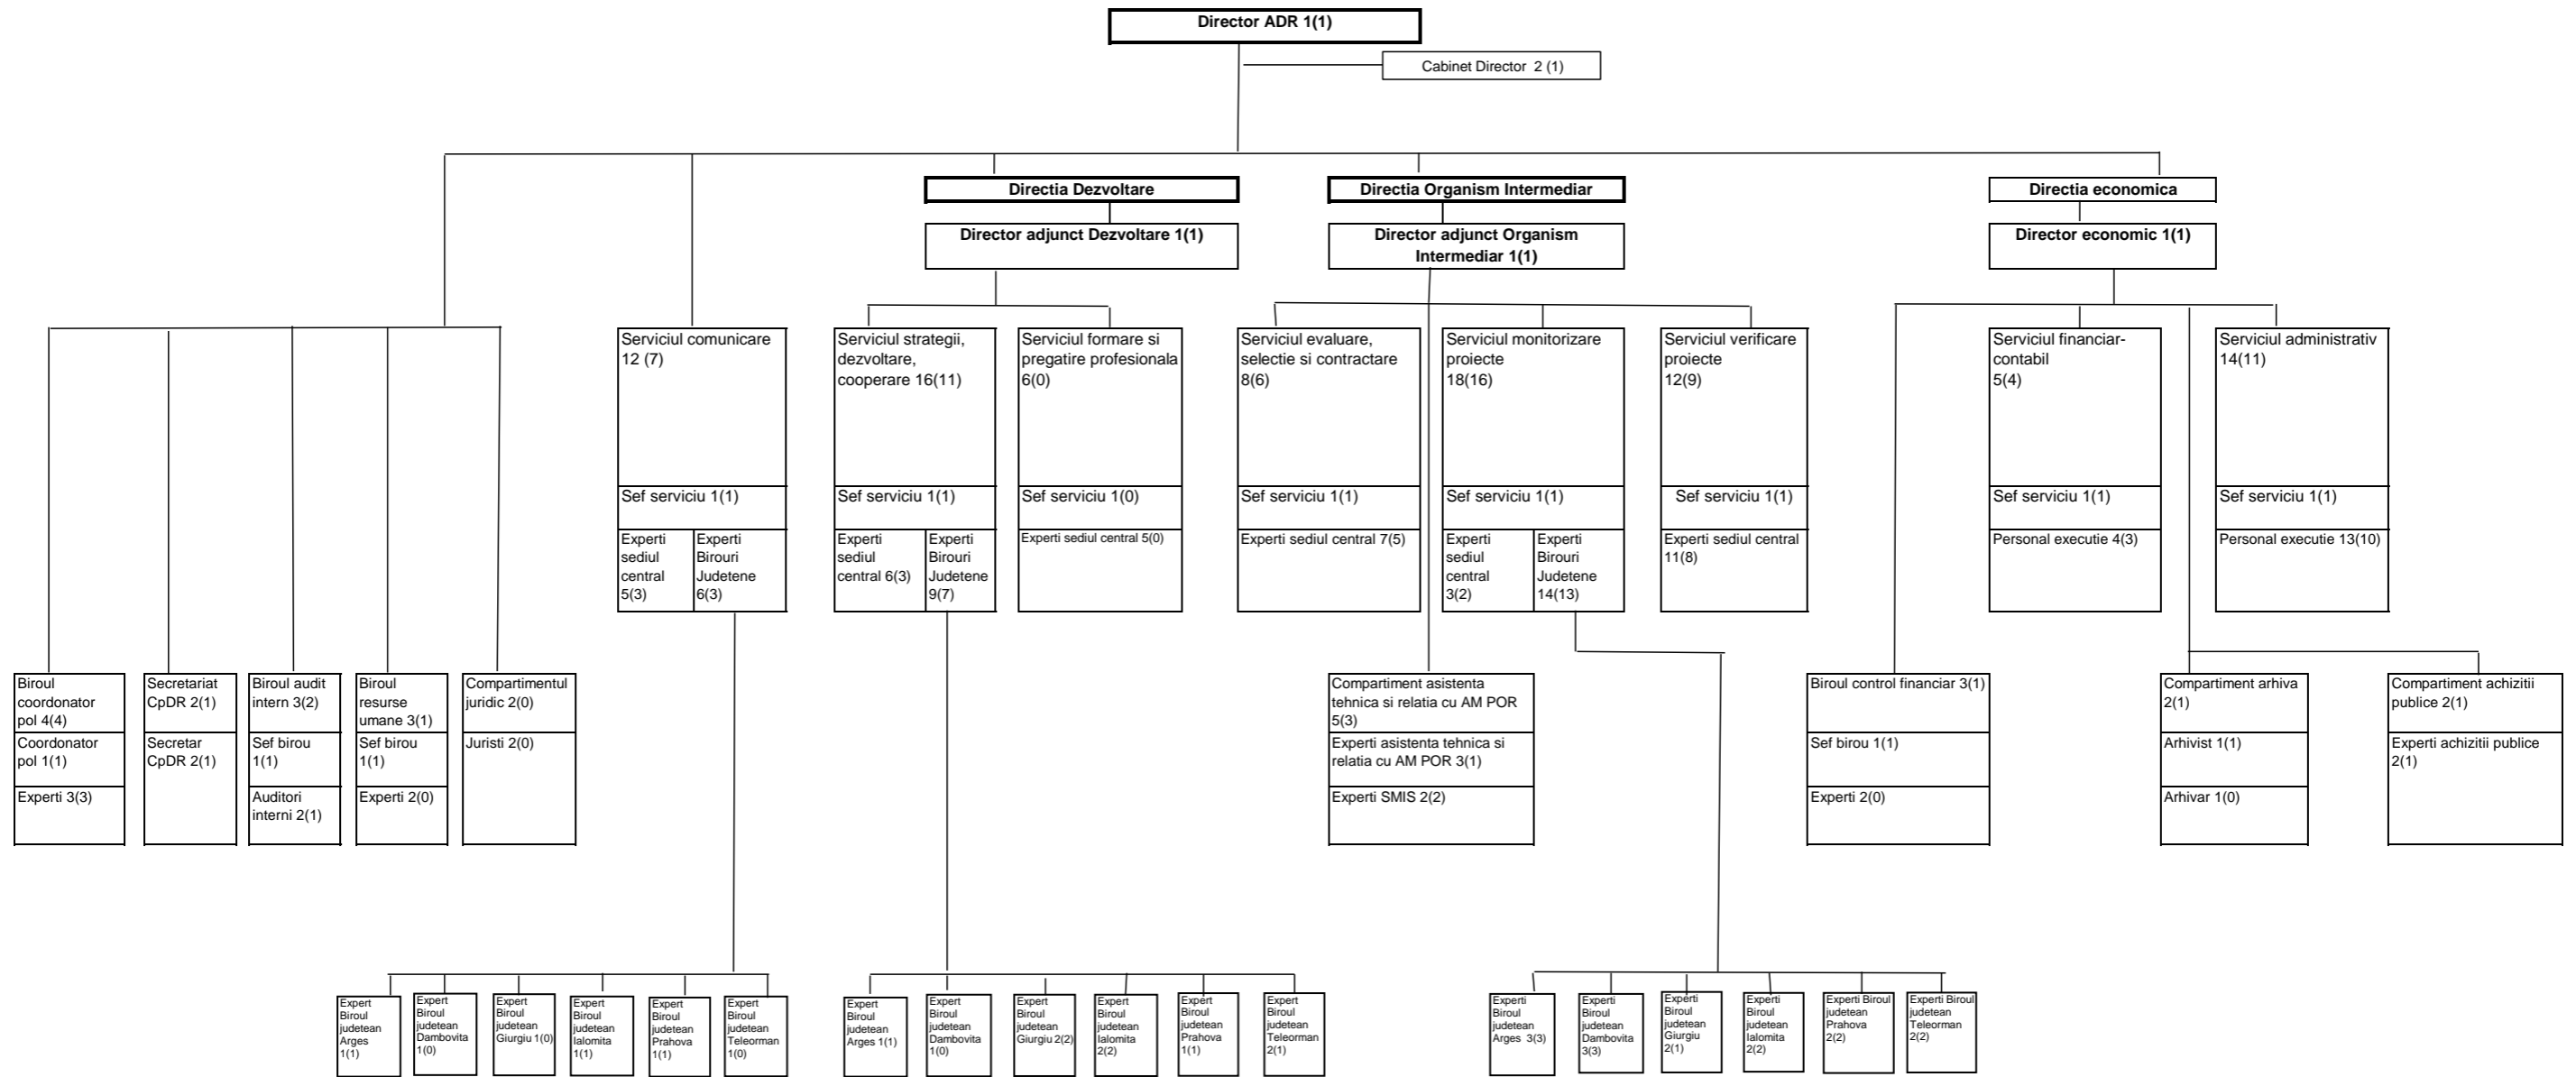 Director ADR 1(1)
Cabinet Director  2 (1)
Directia Dezvoltare
Directia Organism Intermediar
Directia economica
Director adjunct Dezvoltare 1(1)
Director adjunct Organism
Intermediar 1(1)
Director economic 1(1)
Serviciul comunicare
12 (7)
Sef serviciu 1(1)
Experti
sediul
central
5(3)
Experti
Birouri
Judetene
6(3)
Serviciul strategii,
dezvoltare,
cooperare 16(11)
Sef serviciu 1(1)
Experti
sediul
central 6(3)
Experti
Birouri
Judetene
9(7)
Serviciul formare si
pregatire profesionala
6(0)
Sef serviciu 1(0)
Experti sediul central 5(0)
Serviciul evaluare,
selectie si contractare
8(6)
Sef serviciu 1(1)
Experti sediul central 7(5)
Serviciul monitorizare
proiecte
18(16)
Sef serviciu 1(1)
Experti
sediul
central
3(2)
Experti
Birouri
Judetene
14(13)
Serviciul verificare
proiecte
12(9)
Sef serviciu 1(1)
Experti sediul central
11(8)
Serviciul financiar-
contabil
5(4)
Sef serviciu 1(1)
Personal executie 4(3)
Serviciul administrativ
14(11)
Sef serviciu 1(1)
Personal executie 13(10)
Biroul
coordonator
pol 4(4)
Coordonator
pol 1(1)
Experti 3(3)
Secretariat
CpDR 2(1)
Secretar
CpDR 2(1)
Biroul audit
intern 3(2)
Sef birou
1(1)
Auditori
interni 2(1)
Biroul
resurse
umane 3(1)
Sef birou
1(1)
Experti 2(0)
Compartimentul
juridic 2(0)
Juristi 2(0)
Compartiment asistenta
tehnica si relatia cu AM POR
5(3)
Experti asistenta tehnica si
relatia cu AM POR 3(1)
Experti SMIS 2(2)
Biroul control financiar 3(1)
Sef birou 1(1)
Experti 2(0)
Compartiment arhiva
2(1)
Arhivist 1(1)
Arhivar 1(0)
Compartiment achizitii
publice 2(1)
Experti achizitii publice
2(1)
Expert
Biroul
judetean
Arges
1(1)
Expert
Biroul
judetean
Dambovita
1(0)
Expert
Biroul
judetean
Giurgiu 1(0)
Expert
Biroul
judetean
Ialomita
1(1)
Expert
Biroul
judetean
Prahova
1(1)
Expert
Biroul
judetean
Teleorman
1(0)
Expert
Biroul
judetean
Arges 1(1)
Expert
Biroul
judetean
Dambovita
1(0)
Expert
Biroul
judetean
Giurgiu 2(2)
Expert
Biroul
judetean
Ialomita
2(2)
Expert
Biroul
judetean
Prahova
1(1)
Expert
Biroul
judetean
Teleorman
2(1)
Experti
Biroul
judetean
Arges  3(3)
Experti
Biroul
judetean
Dambovita
3(3)
Experti
Biroul
judetean
Giurgiu
2(1)
Experti
Biroul
judetean
Ialomita
2(2)
Experti Biroul
judetean
Prahova
2(2)
Experti Biroul
judetean
Teleorman
2(2)